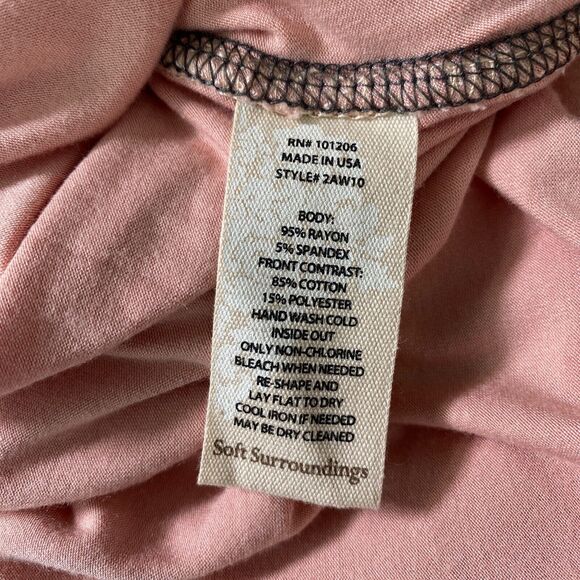 RN# 101206
MADE IN USA
STYLE# 2AW10
BODY:
95% RAYON
5% SPANDEX
FRONT CONTRAST:
85% COTTON
15% POLYESTER
HAND WASH COLD
INSIDE OUT
ONLY NON-CHLORINE
BLEACH WHEN NEEDED
RE-SHAPE AND
LAY FLAT TO DRY
COOL IRON IF NEEDED
MAY BE DRY CLEANED
Soft Surroundings